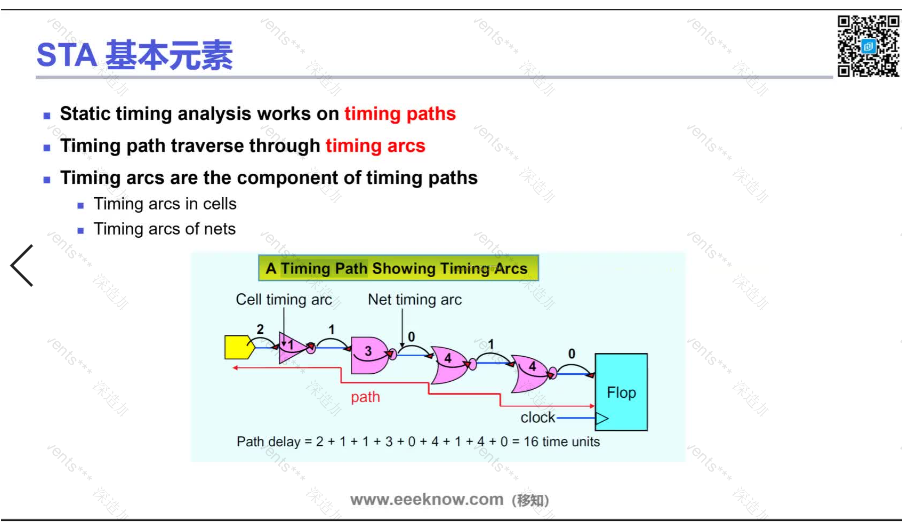 STA 基本元素
Static timing analysis works on timing paths
Timing path traverse through timing arcs
Timing arcs are the component of timing paths
Timing arcs in cells
Timing arcs of nets
A Timing Path Showing Timing Arcs
Cell timing arc
Net timing arc
2
1
1
3
0
4
1
4
0
Flop
path
clock
Path delay = 2 + 1 + 1 + 3 + 0 + 4 + 1 + 4 + 0 = 16 time units
www.eeeknow.com (移知)